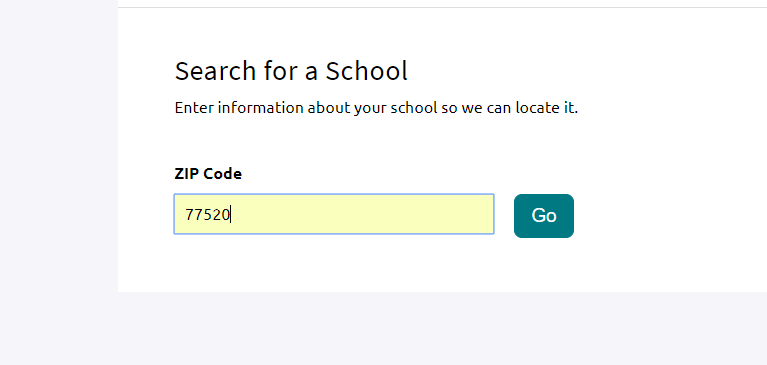 Search for a School
Enter information about your school so we can locate it.
ZIP Code
77520
Go